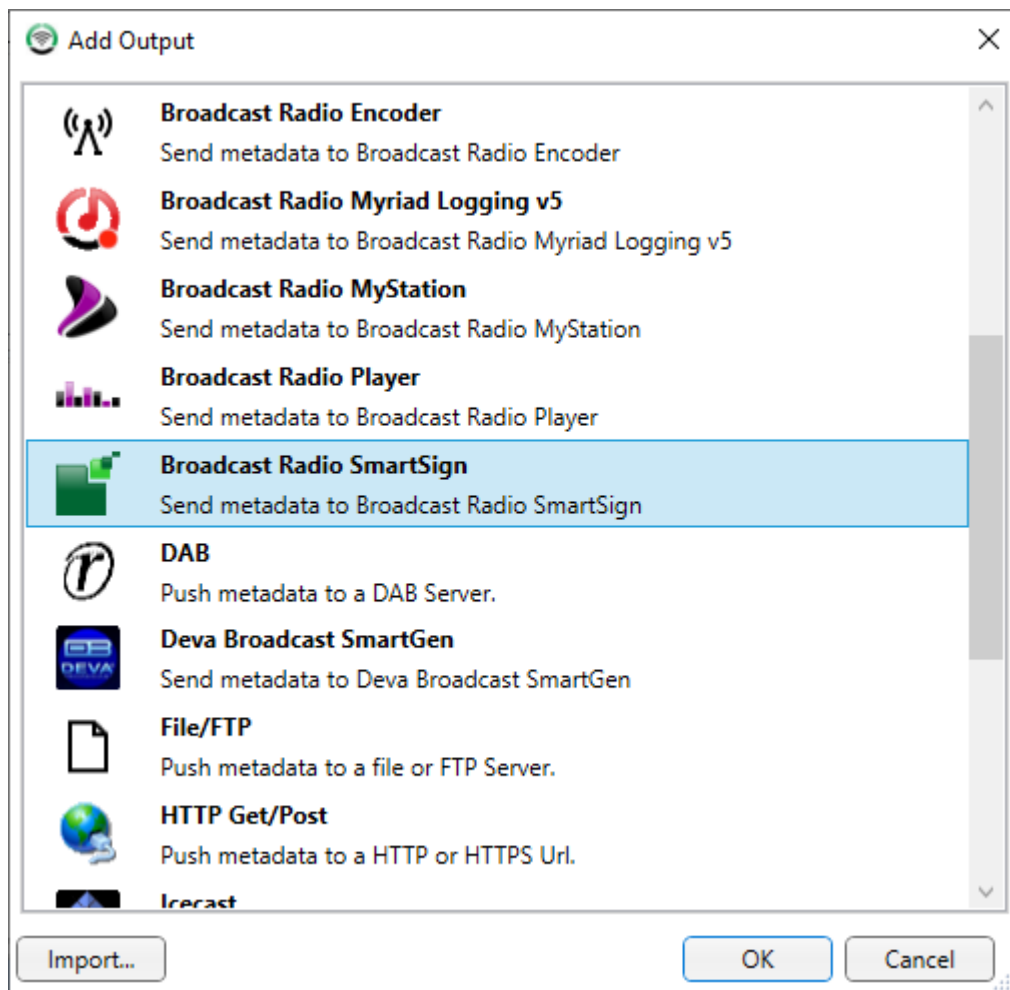 Add Output
Broadcast Radio Encoder
Send metadata to Broadcast Radio Encoder
Broadcast Radio Myriad Logging v5
Send metadata to Broadcast Radio Myriad Logging v5
Broadcast Radio MyStation
Send metadata to Broadcast Radio MyStation
Broadcast Radio Player
Send metadata to Broadcast Radio Player
Broadcast Radio SmartSign
Send metadata to Broadcast Radio SmartSign
DAB
Push metadata to a DAB Server.
DEVA
Deva Broadcast SmartGen
Send metadata to Deva Broadcast SmartGen
File/FTP
Push metadata to a file or FTP Server.
HTTP Get/Post
Push metadata to a HTTP or HTTPS Url.
Icecast
Import...
OK
Cancel